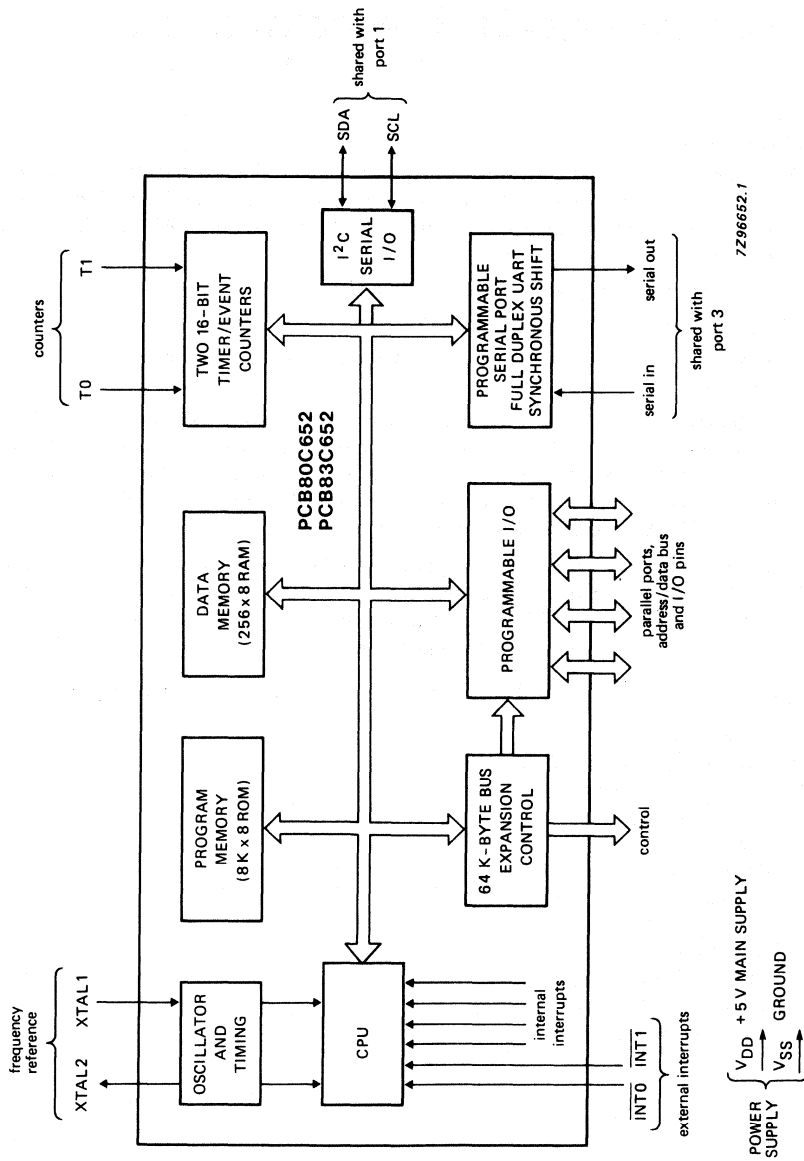 frequency
reference
XTAL2
XTAL1
counters
T0
T1
OSCILLATOR
AND
TIMING
PROGRAM
MEMORY
(8K x 8 ROM)
DATA
MEMORY
(256 x 8 RAM)
TWO 16-BIT
TIMER/EVENT
COUNTERS
PCB80C652
PCB83C652
CPU
I²C
SERIAL
I/O
SDA
SCL
shared with
port 1
internal
interrupts
64 K-BYTE BUS
EXPANSION
CONTROL
PROGRAMMABLE I/O
PROGRAMMABLE
SERIAL PORT
FULL DUPLEX UART
SYNCHRONOUS SHIFT
INT0
INT1
external interrupts
control
parallel ports,
address/data bus
and I/O pins
serial in
serial out
shared with
port 3
POWER
SUPPLY
VDD + 5 V MAIN SUPPLY
VSS GROUND
7Z96652.1